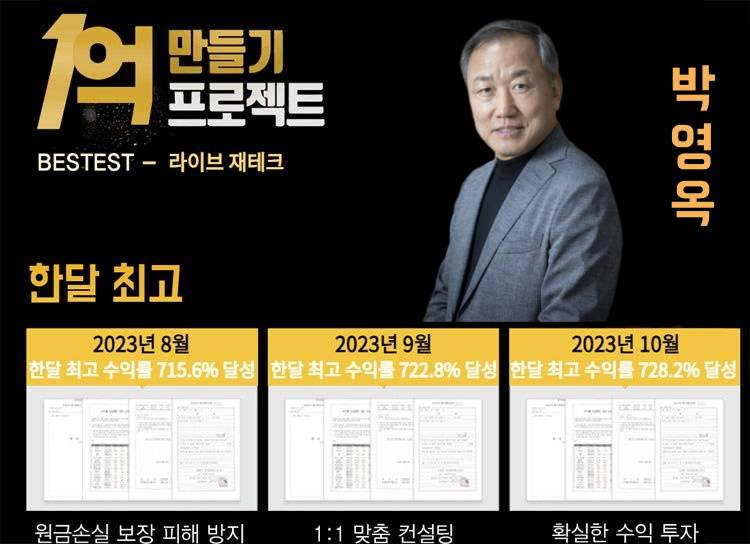 1억
만들기
프로젝트
BESTEST – 라이브 재테크
박영옥
한달 최고
2023년 8월
한달 최고 수익률 715.6% 달성
2023년 9월
한달 최고 수익률 722.8% 달성
2023년 10월
한달 최고 수익률 728.2% 달성
원금손실 보장 피해 방지
1:1 맞춤 컨설팅
확실한 수익 투자